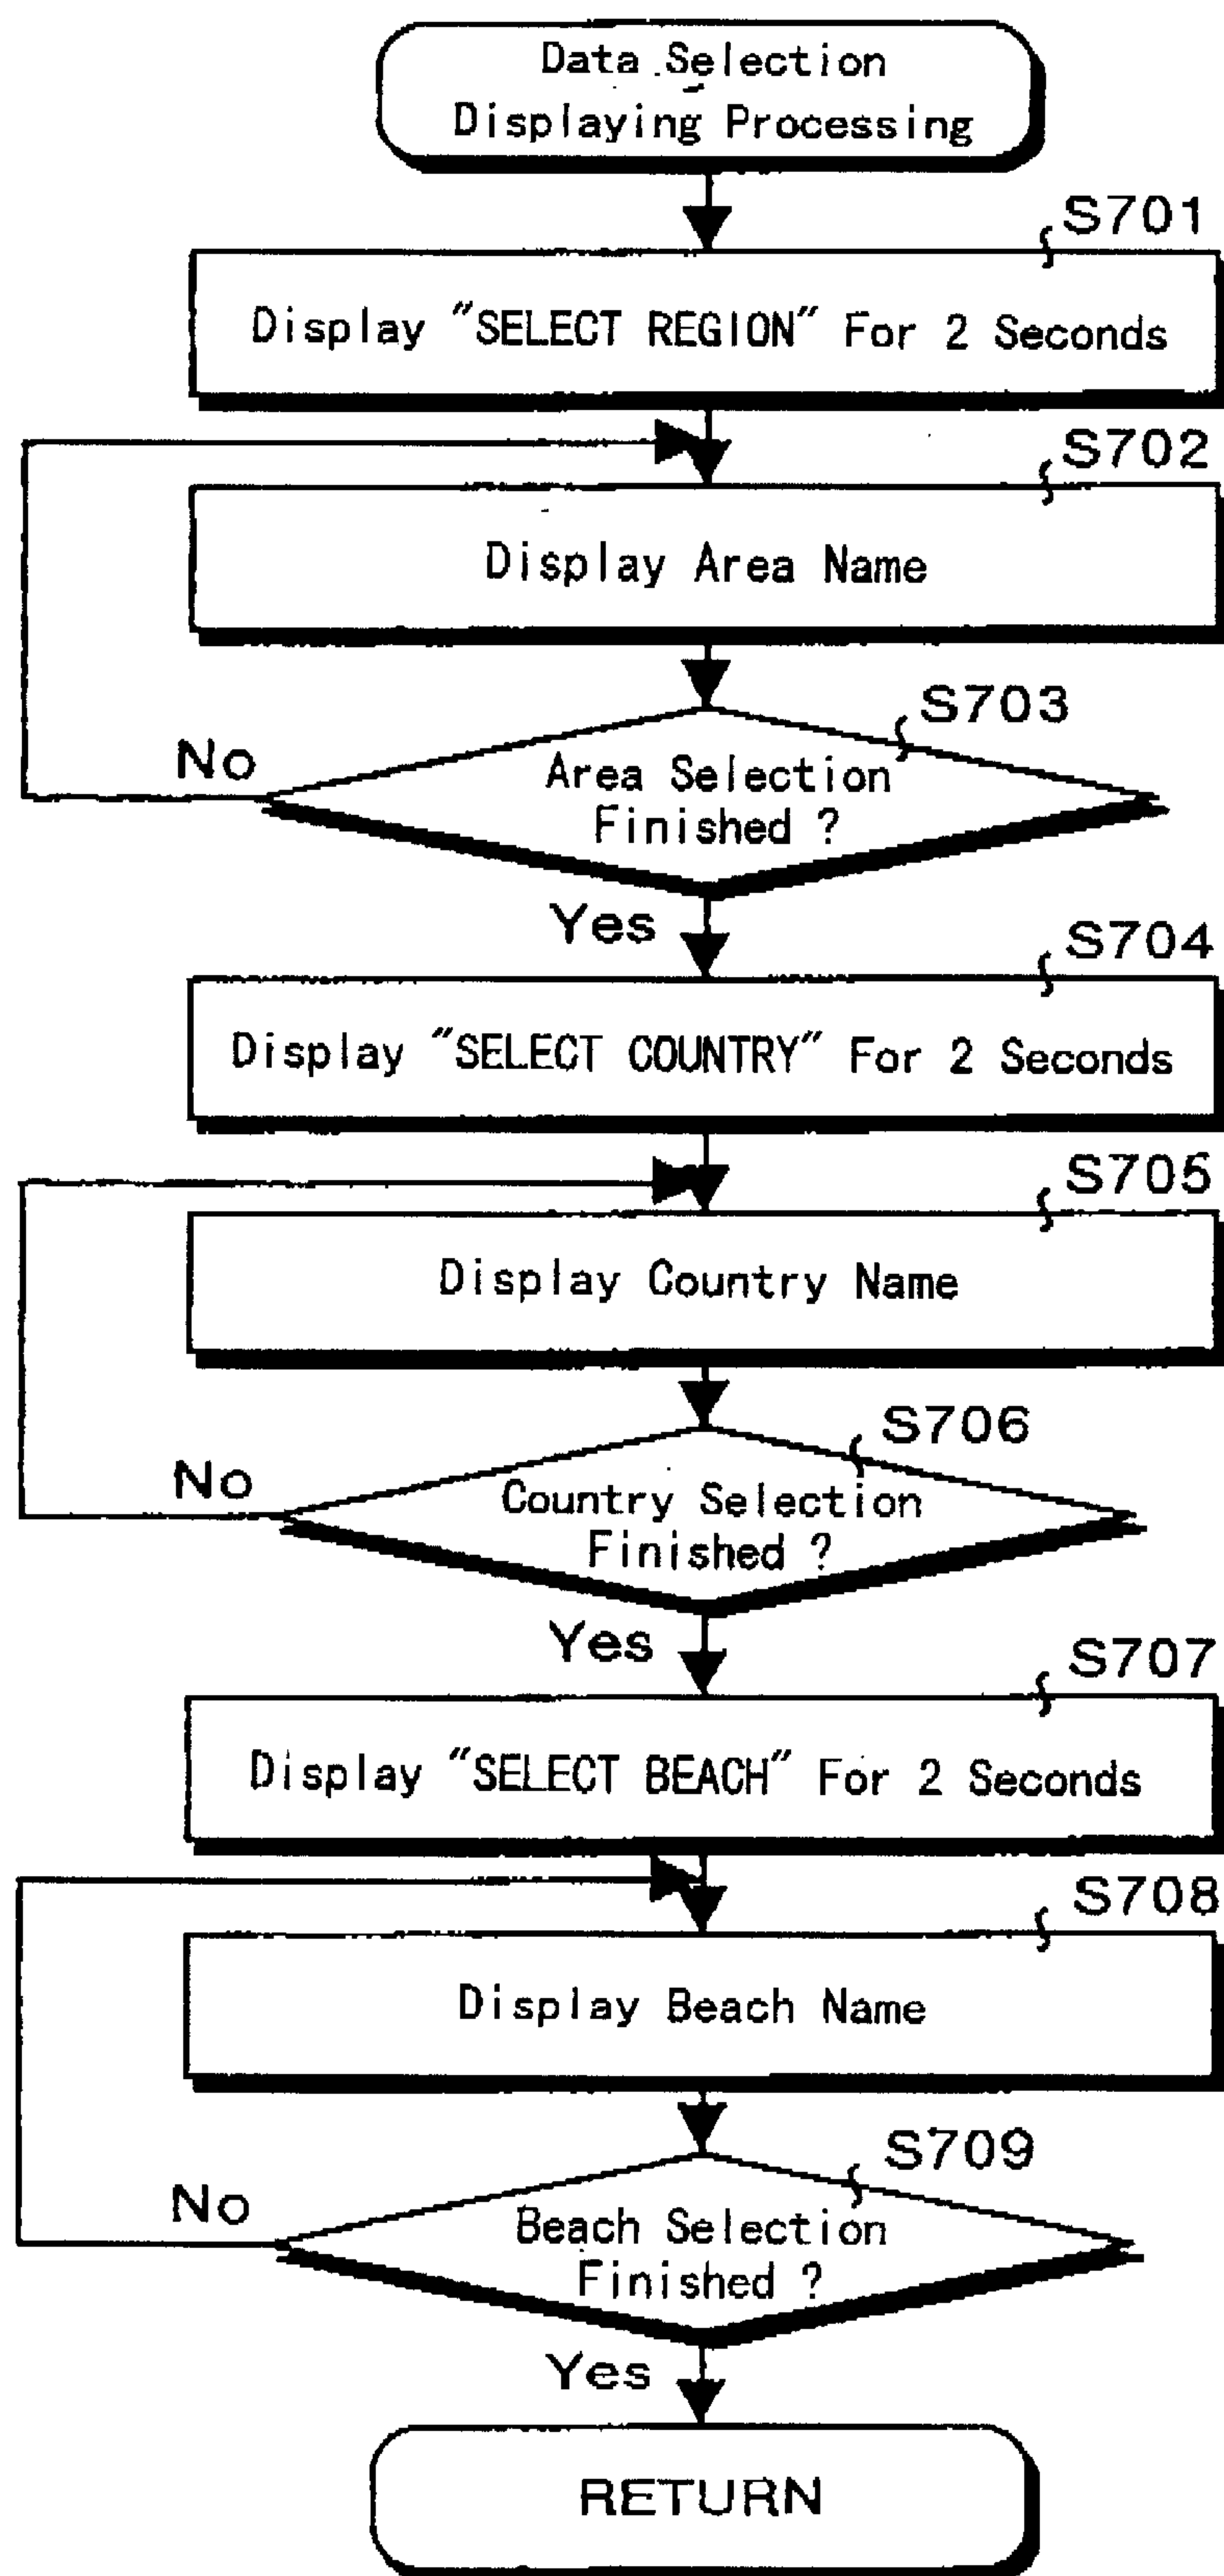 Data Selection
Displaying Processing
S701
Display "SELECT REGION" For 2 Seconds
S702
Display Area Name
S703
No
Area Selection
Finished ?
Yes
S704
Display "SELECT COUNTRY" For 2 Seconds
S705
Display Country Name
S706
No
Country Selection
Finished ?
Yes
S707
Display "SELECT BEACH" For 2 Seconds
S708
Display Beach Name
S709
No
Beach Selection
Finished ?
Yes
RETURN